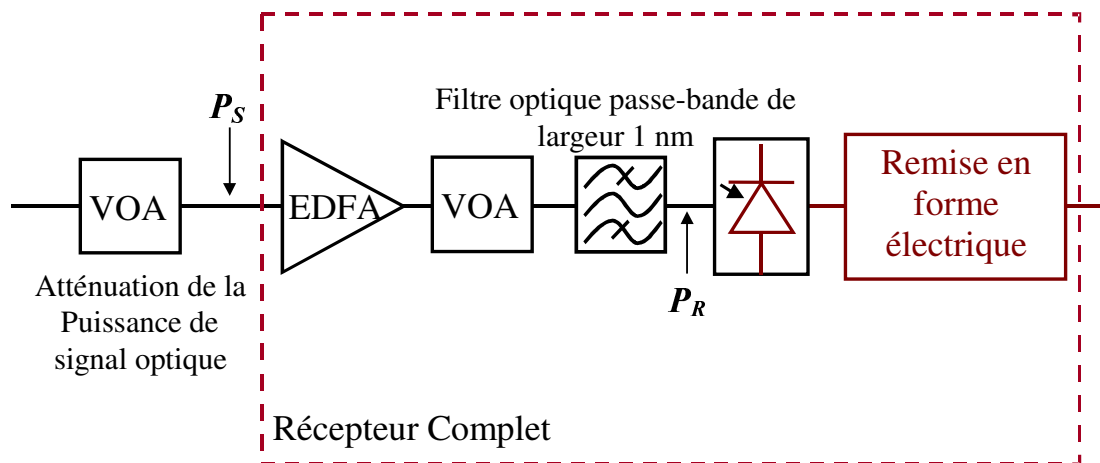 P_S
Filtre optique passe-bande de
largeur 1 nm
VOA
EDFA
VOA
Remise en
forme
électrique
Atténuation de la
Puissance de
signal optique
P_R
Récepteur Complet